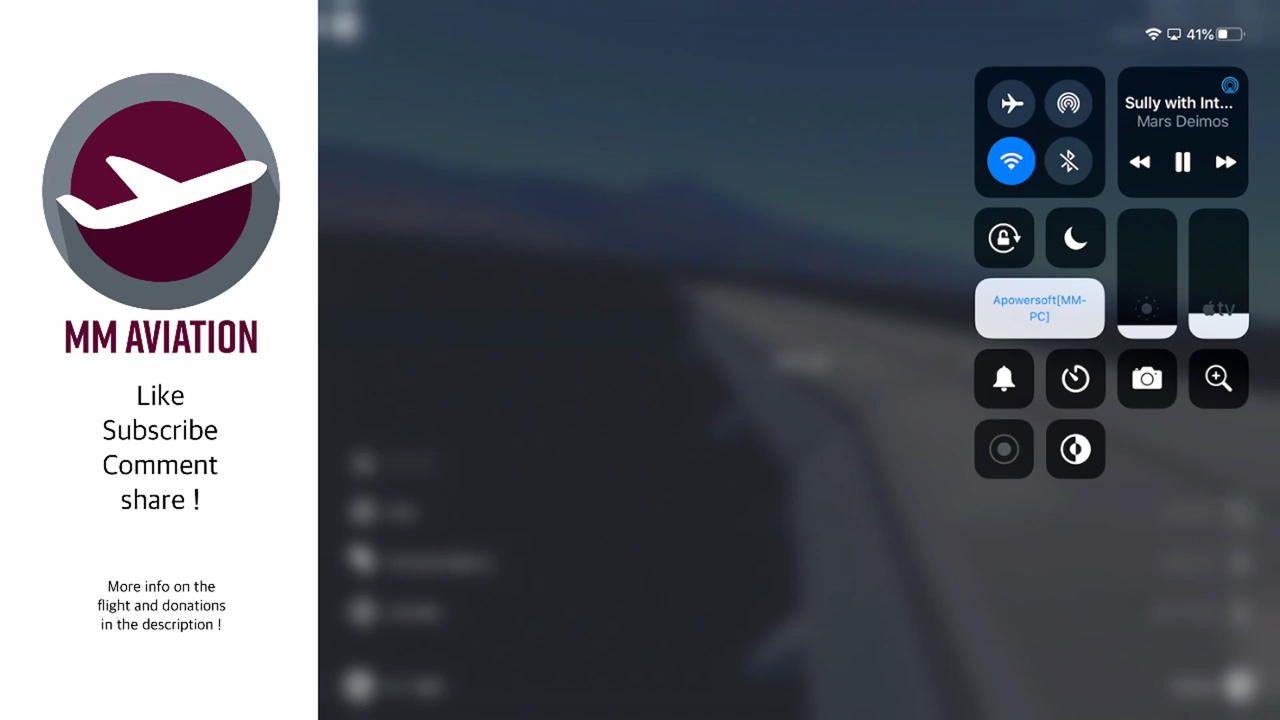 MM AVIATION
Like
Subscribe
Comment
share !
More info on the
flight and donations
in the description !
41%
Sully with Int...
Mars Deimos
Apowersoft[MM-
PC]
tv